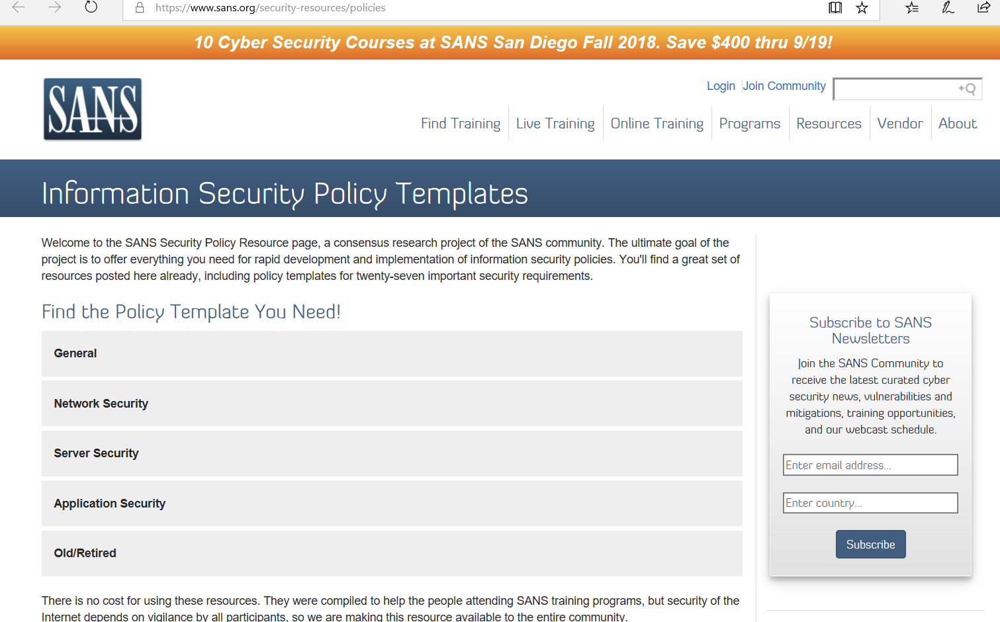 https://www.sans.org/security-resources/policies
10 Cyber Security Courses at SANS San Diego Fall 2018. Save $400 thru 9/19!
SANS
Login
Join Community
Find Training
Live Training
Online Training
Programs
Resources
Vendor
About
Information Security Policy Templates
Welcome to the SANS Security Policy Resource page, a consensus research project of the SANS community. The ultimate goal of the
project is to offer everything you need for rapid development and implementation of information security policies. You'll find a great set of
resources posted here already, including policy templates for twenty-seven important security requirements.
Find the Policy Template You Need!
General
Network Security
Server Security
Application Security
Old/Retired
There is no cost for using these resources. They were compiled to help the people attending SANS training programs, but security of the
Internet depends on vigilance by all participants, so we are making this resource available to the entire community.
Subscribe to SANS
Newsletters
Join the SANS Community to
receive the latest curated cyber
security news, vulnerabilities and
mitigations, training opportunities,
and our webcast schedule.
Enter email address...
Enter country...
Subscribe